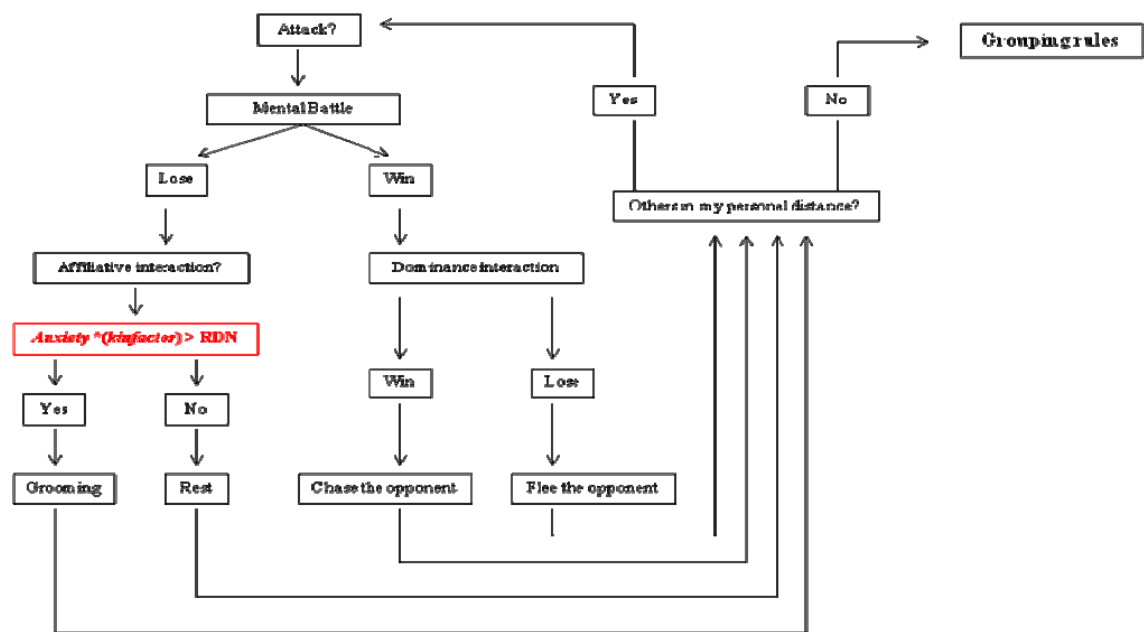 Attack?
Grouping rules
Mental Battle
Yes
No
Lose
Win
Others in my personal distance?
Affiliative interaction?
Dominance interaction
Anxiety *(kinfactor) > RDN
Win
Lose
Yes
No
Grooming
Rest
Chase the opponent
Flee the opponent